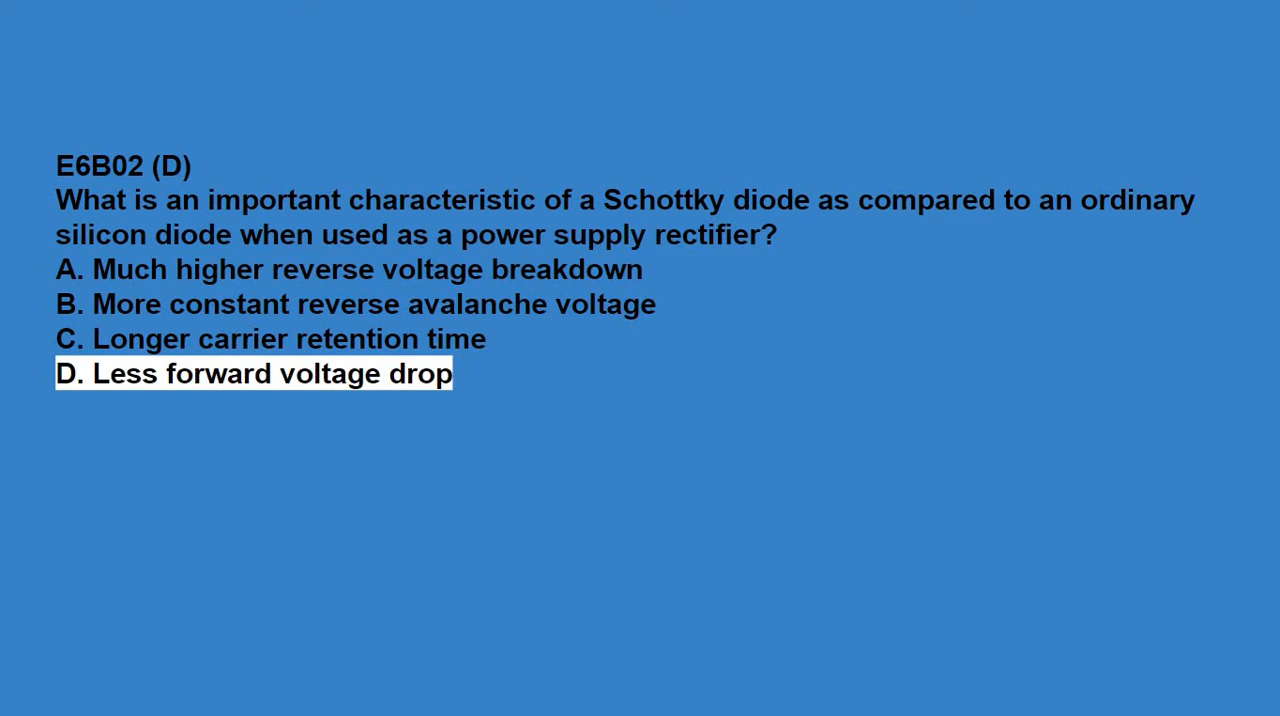 E6B02 (D)
What is an important characteristic of a Schottky diode as compared to an ordinary
silicon diode when used as a power supply rectifier?
A. Much higher reverse voltage breakdown
B. More constant reverse avalanche voltage
C. Longer carrier retention time
D. Less forward voltage drop